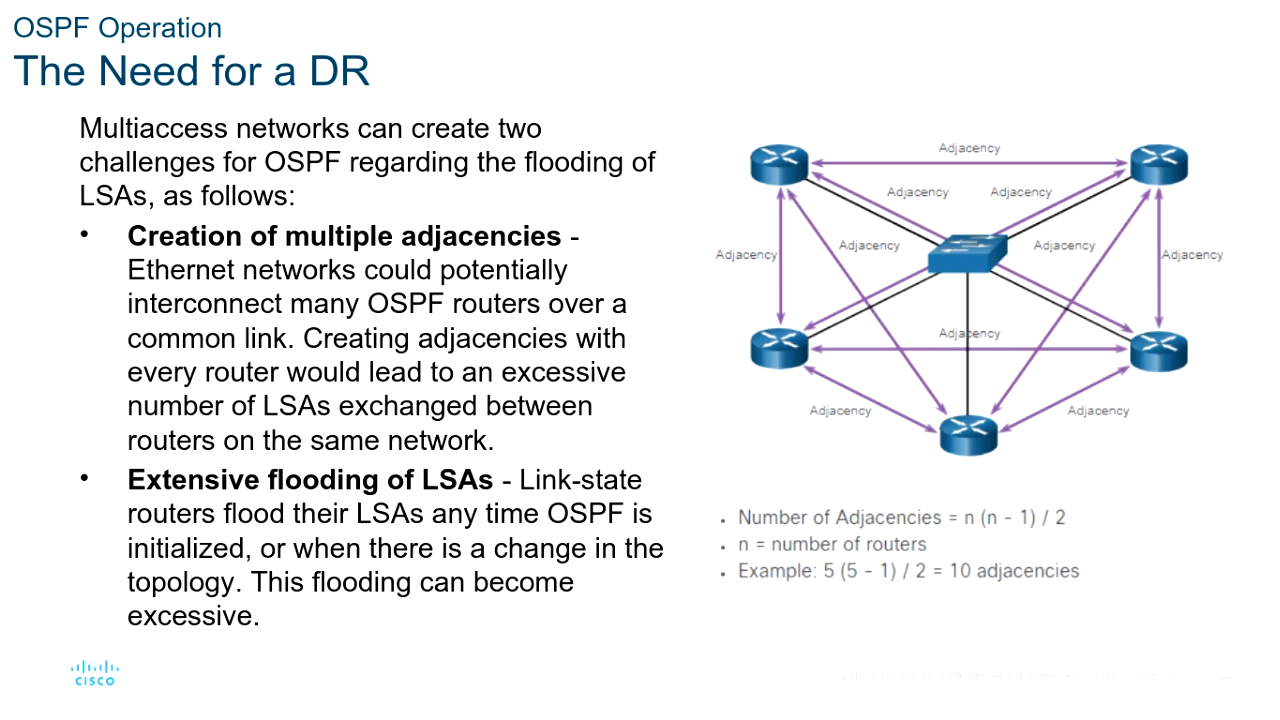 OSPF Operation
The Need for a DR
Multiaccess networks can create two
challenges for OSPF regarding the flooding of
LSAs, as follows:
• Creation of multiple adjacencies -
Ethernet networks could potentially
interconnect many OSPF routers over a
common link. Creating adjacencies with
every router would lead to an excessive
number of LSAs exchanged between
routers on the same network.
• Extensive flooding of LSAs - Link-state
routers flood their LSAs any time OSPF is
initialized, or when there is a change in the
topology. This flooding can become
excessive.
Adjacency
Adjacency
Adjacency
Adjacency
Adjacency
Adjacency
Adjacency
Adjacency
Adjacency
Adjacency
• Number of Adjacencies = n (n - 1) / 2
• n = number of routers
• Example: 5 (5 - 1) / 2 = 10 adjacencies
CISCO